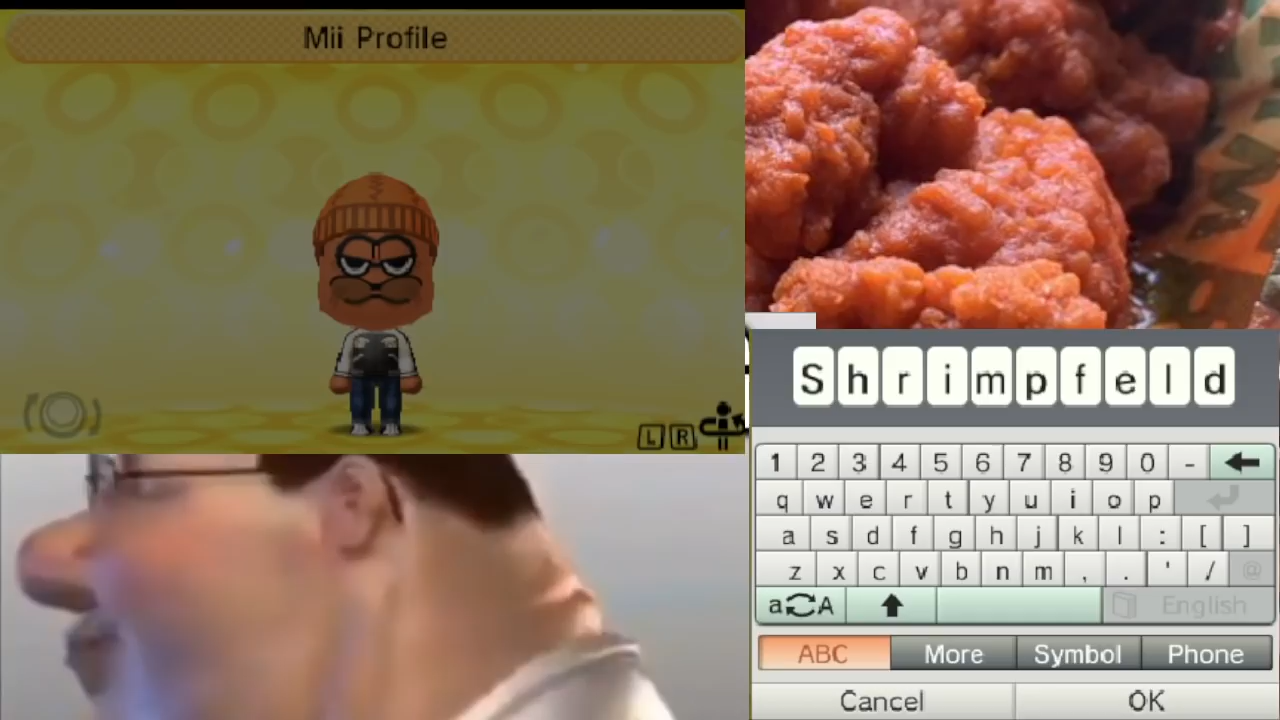 Mii Profile
L R
Shrimpfeld
1 2 3 4 5 6 7 8 9 0 -
q w e r t y u i o p
a s d f g h j k l : [ ]
z x c v b n m , . ' / @
a A English
ABC More Symbol Phone
Cancel OK